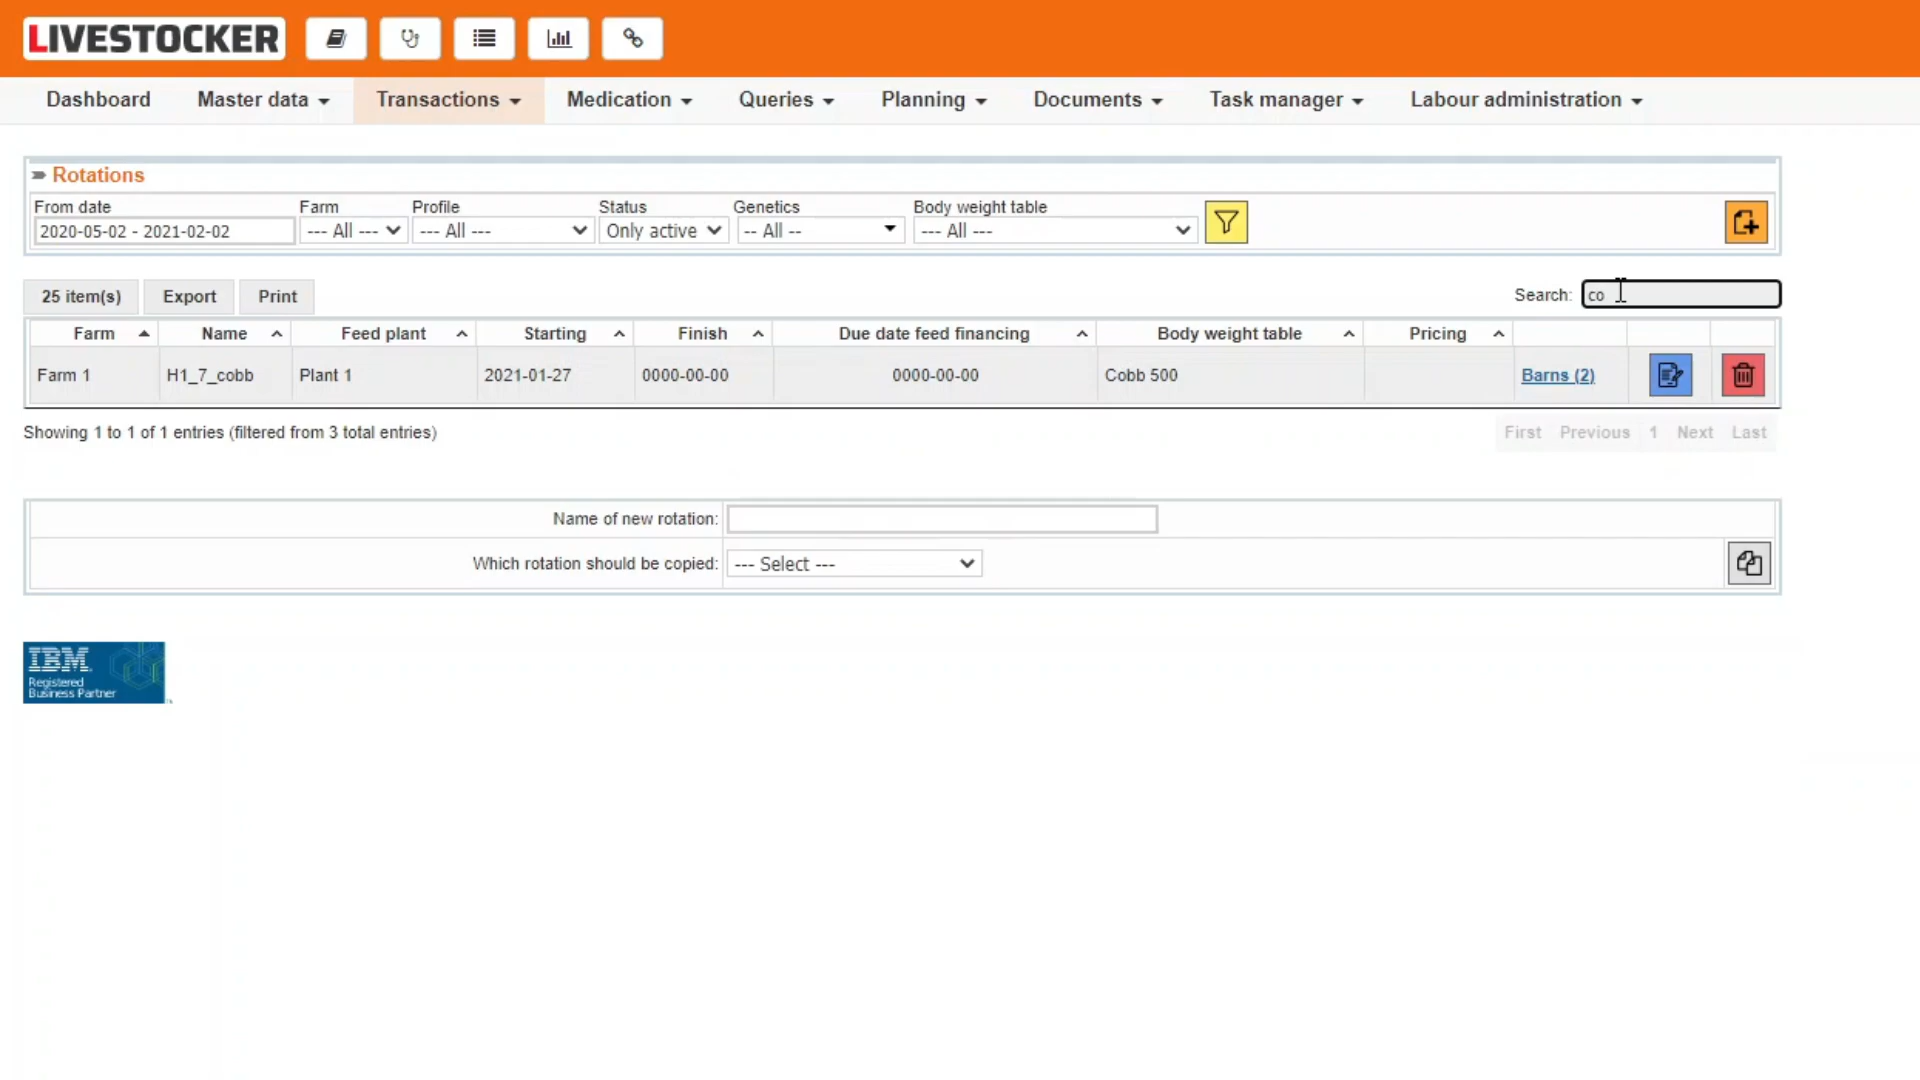 LIVESTOCKER
Dashboard Master data Transactions Medication Queries Planning Documents Task manager Labour administration
Rotations
From date Farm Profile Status Genetics Body weight table
2020-05-02 - 2021-02-02 --- All --- --- All --- Only active -- All -- --- All ---
25 item(s) Export Print Search: co
Farm Name Feed plant Starting Finish Due date feed financing Body weight table Pricing
Farm 1 H1_7_cobb Plant 1 2021-01-27 0000-00-00 0000-00-00 Cobb 500 Barns (2)
Showing 1 to 1 of 1 entries (filtered from 3 total entries) First Previous 1 Next Last
Name of new rotation:
Which rotation should be copied: --- Select ---
IBM
Registered
Business Partner